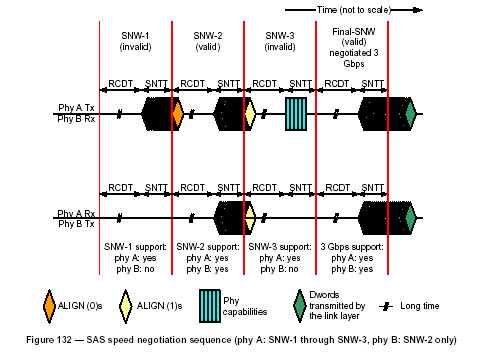 Time (not to scale)
SNW-1 (invalid)
SNW-2 (valid)
SNW-3 (invalid)
Final-SNW (valid) negotiated 3 Gbps
RCDT SNTT RCDT SNTT RCDT SNTT RCDT SNTT
Phy A Tx
Phy B Rx
RCDT SNTT RCDT SNTT RCDT SNTT RCDT SNTT
Phy A Rx
Phy B Tx
SNW-1 support: phy A: yes phy B: no
SNW-2 support: phy A: yes phy B: yes
SNW-3 support: phy A: yes phy B: no
3 Gbps support: phy A: yes phy B: yes
ALIGN (0)s
ALIGN (1)s
Phy capabilities
Dwords transmitted by the link layer
Long time
Figure 132 — SAS speed negotiation sequence (phy A: SNW-1 through SNW-3, phy B: SNW-2 only)